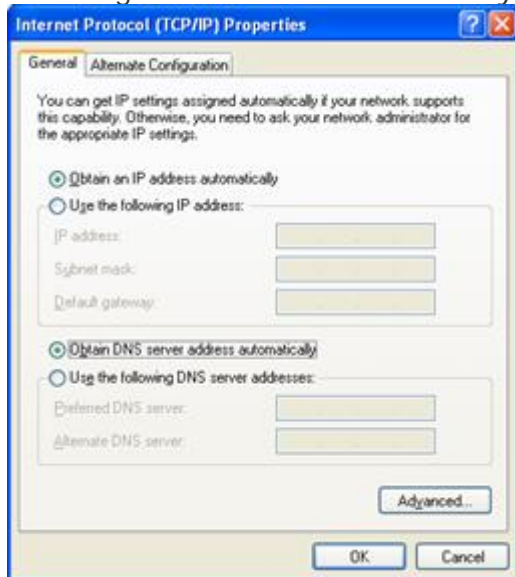 Internet Protocol (TCP/IP) Properties
General
Alternate Configuration
You can get IP settings assigned automatically if your network supports
this capability. Otherwise, you need to ask your network administrator for
the appropriate IP settings.
Obtain an IP address automatically
Use the following IP address:
IP address:
Subnet mask:
Default gateway:
Obtain DNS server address automatically
Use the following DNS server addresses:
Preferred DNS server:
Alternate DNS server:
Advanced...
OK
Cancel